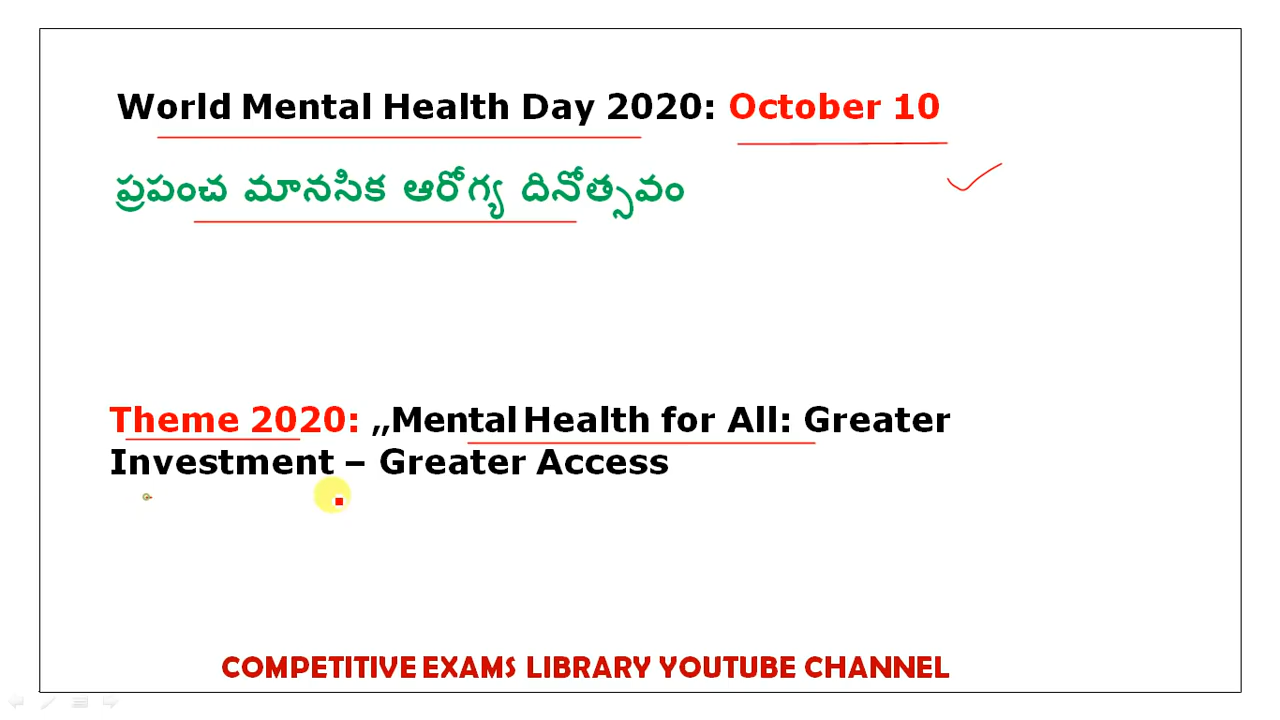 World Mental Health Day 2020: October 10
ప్రపంచ మానసిక ఆరోగ్య దినోత్సవం
Theme 2020: „Mental Health for All: Greater
Investment – Greater Access
COMPETITIVE EXAMS LIBRARY YOUTUBE CHANNEL